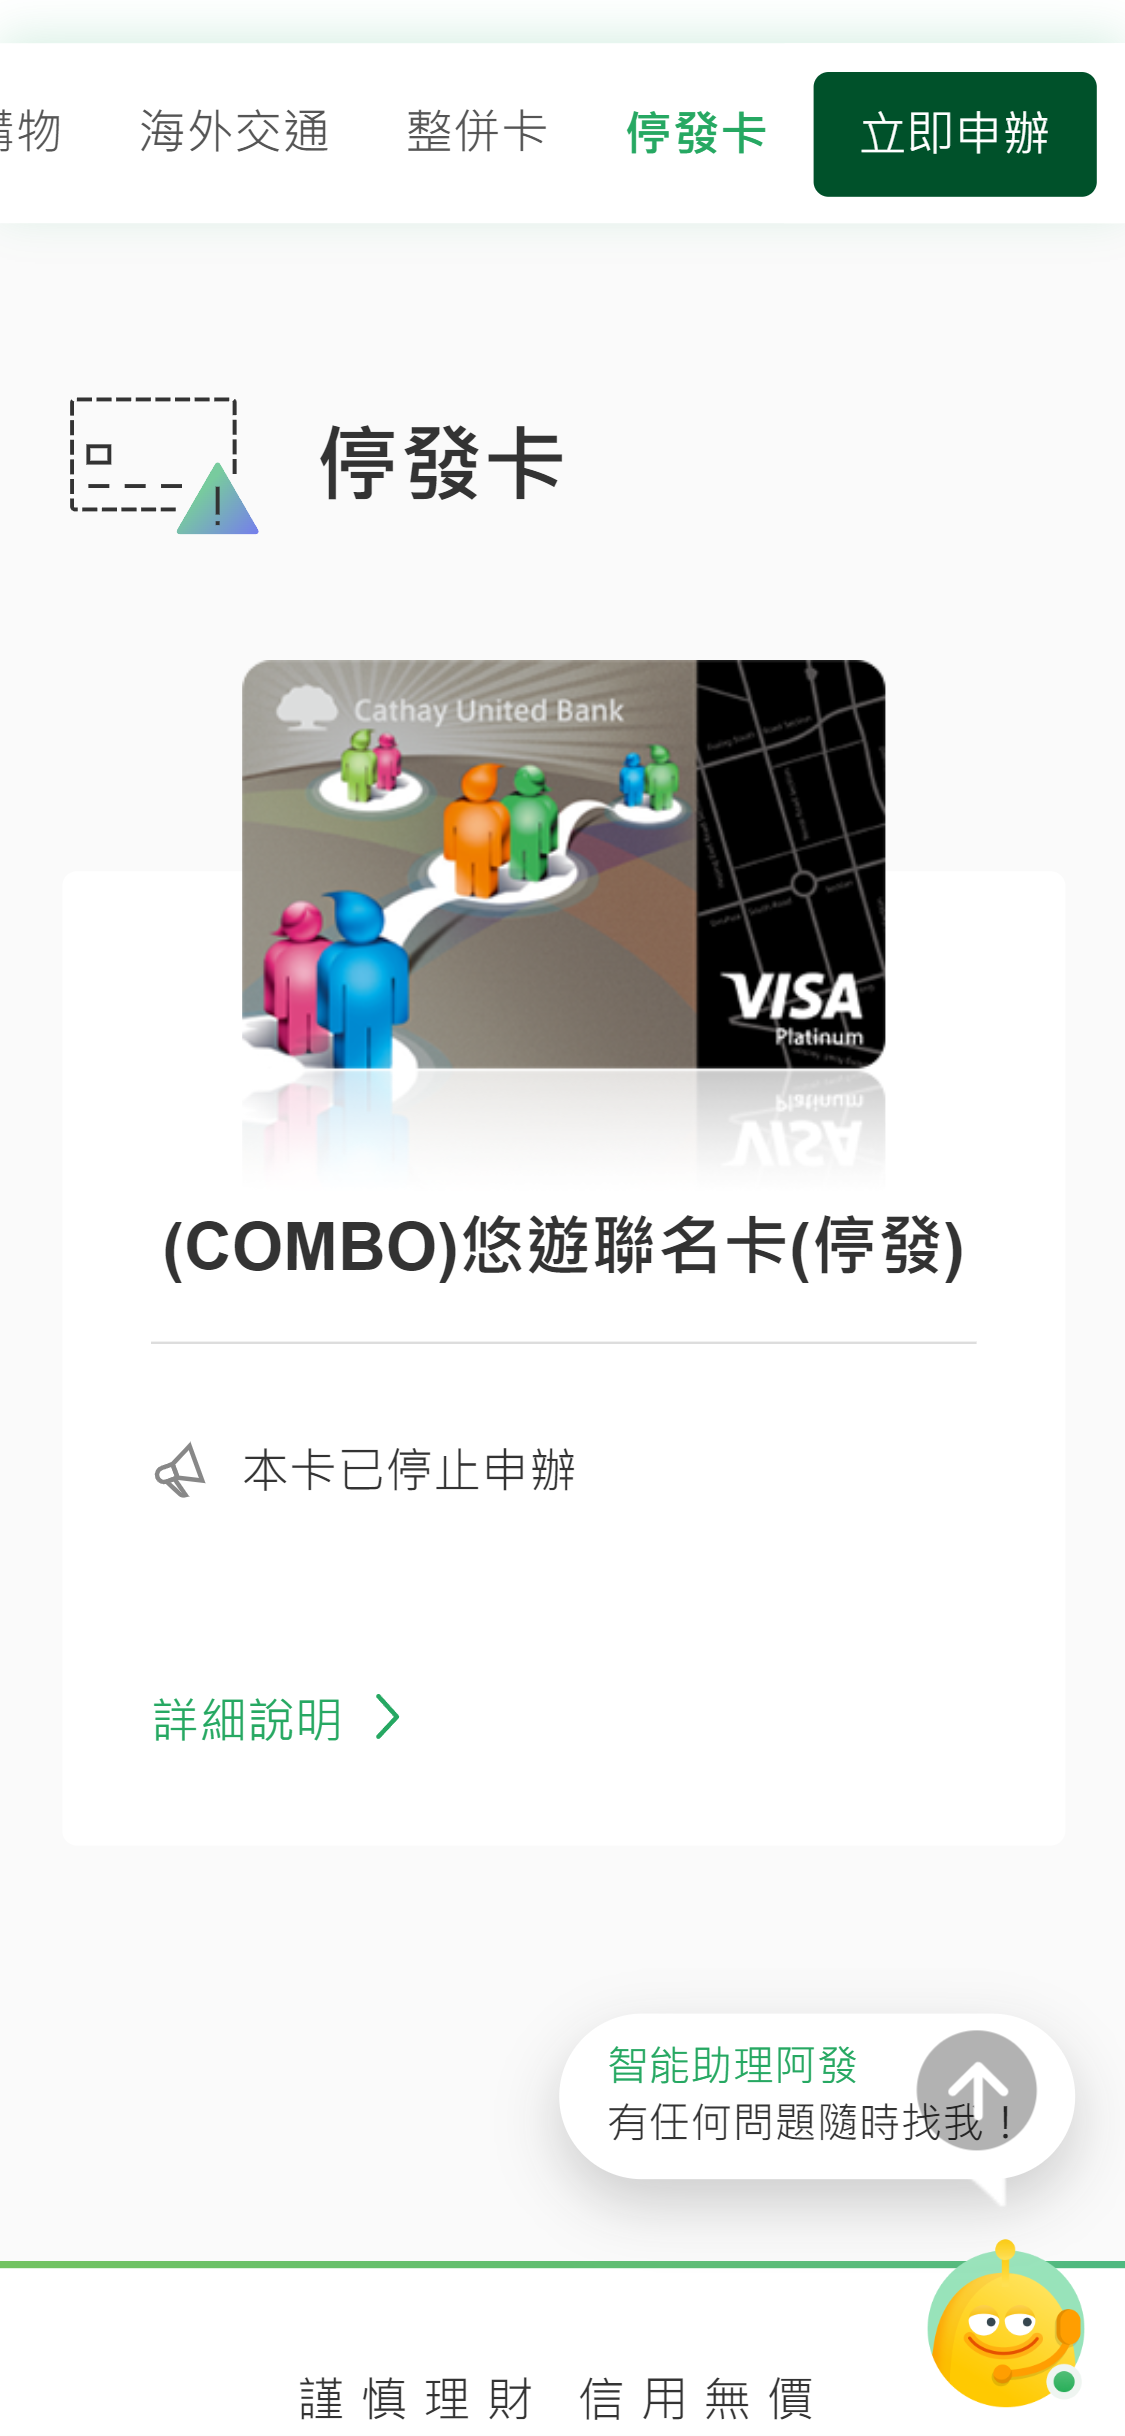 物
海外交通
整併卡
停發卡
立即申辦
停發卡
Cathay United Bank
VISA
Platinum
(COMBO)悠遊聯名卡(停發)
本卡已停止申辦
詳細說明
智能助理阿發
有任何問題隨時找我！
謹慎理財 信用無價